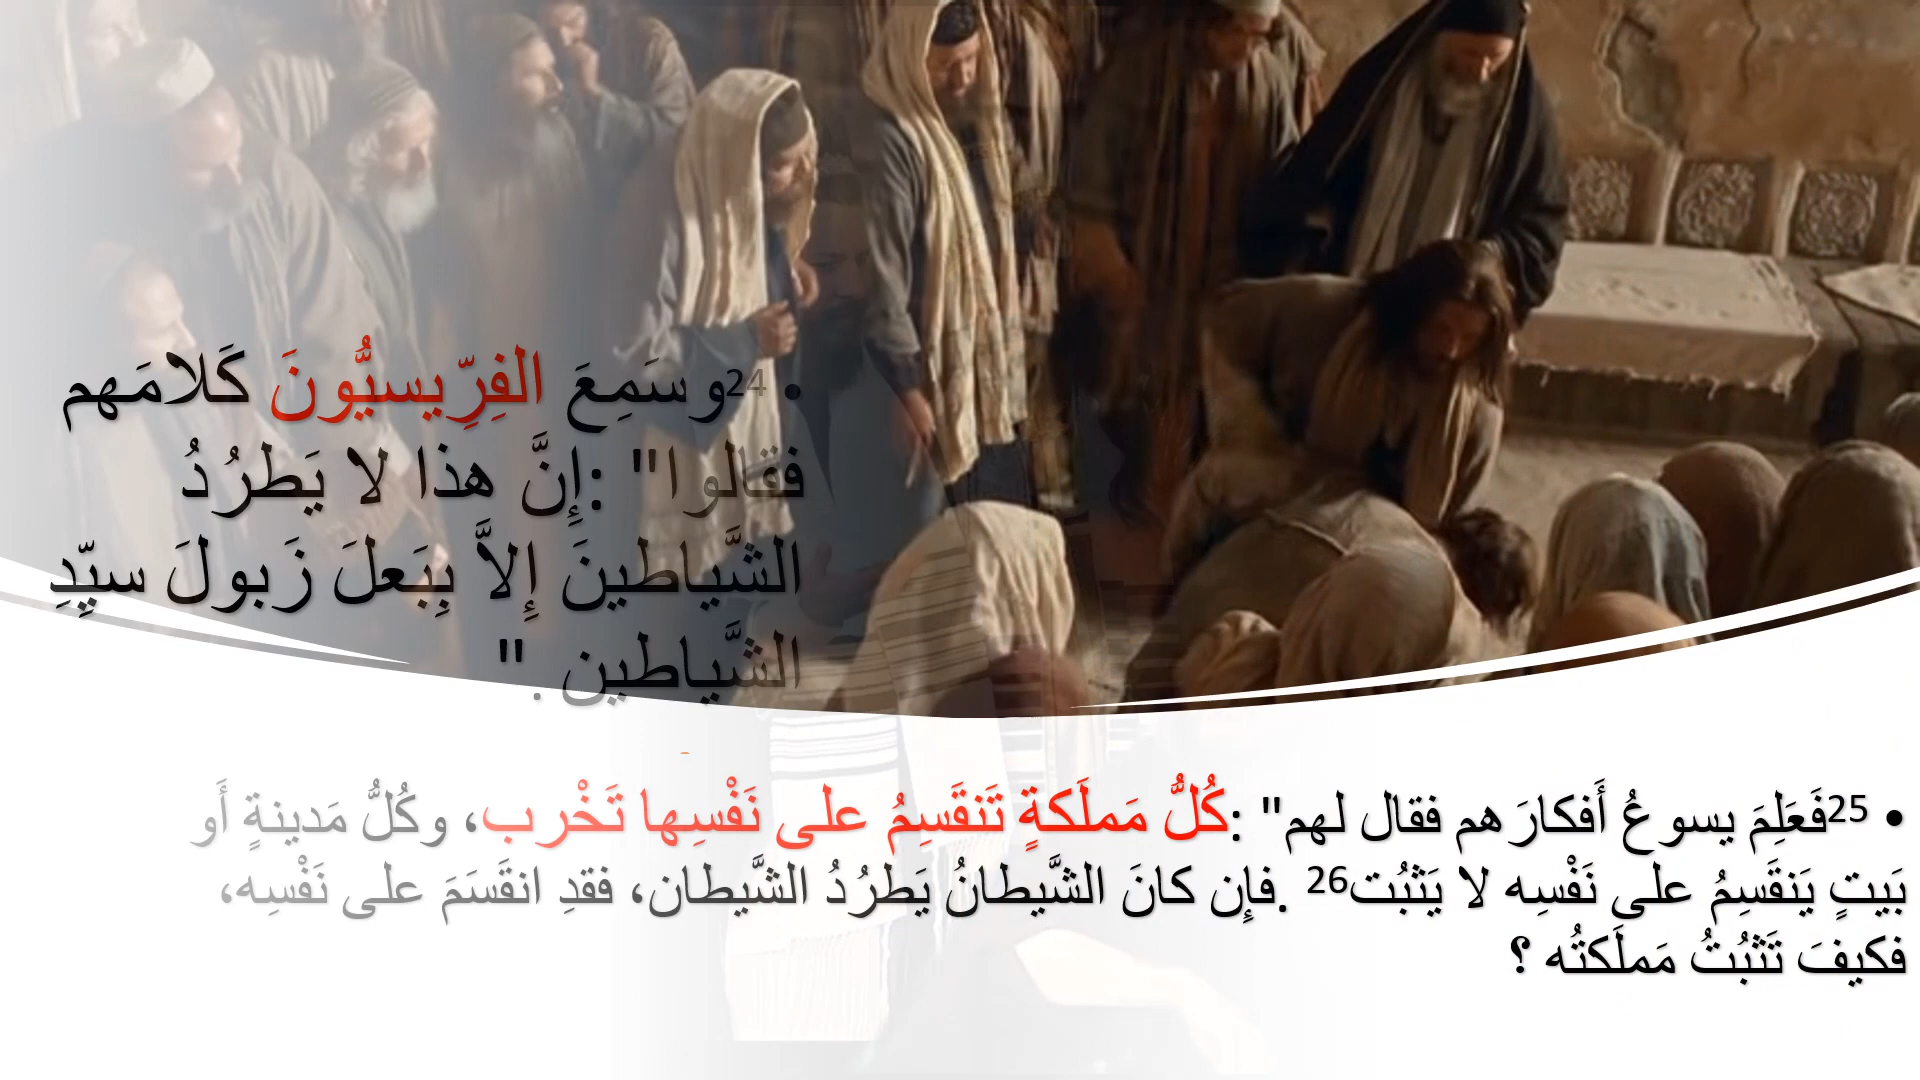 • 24وسَمِعَ الفِرِّيسيُّونَ كَلامَهم
فقالوا" :إِنَّ هذا لا يَطرُدُ
الشَّياطينَ إِلاَّ بِبَعلَ زَبولَ سيِّدِ
الشَّياطين . "
• 25فَعَلِمَ يسوعُ أَفكارَهم فقال لهم" :كُلُّ مَملَكةٍ تَنقَسِمُ على نَفْسِها تَخْرب، وكُلُّ مَدينةٍ أَو
بَيتٍ يَنقَسِمُ على نَفْسِه لا يَثبُت26 .فإِن كانَ الشَّيطانُ يَطرُدُ الشَّيطان، فقدِ انقَسَمَ على نَفْسِه،
فكيفَ تَثبُتُ مَملَكتُه ؟